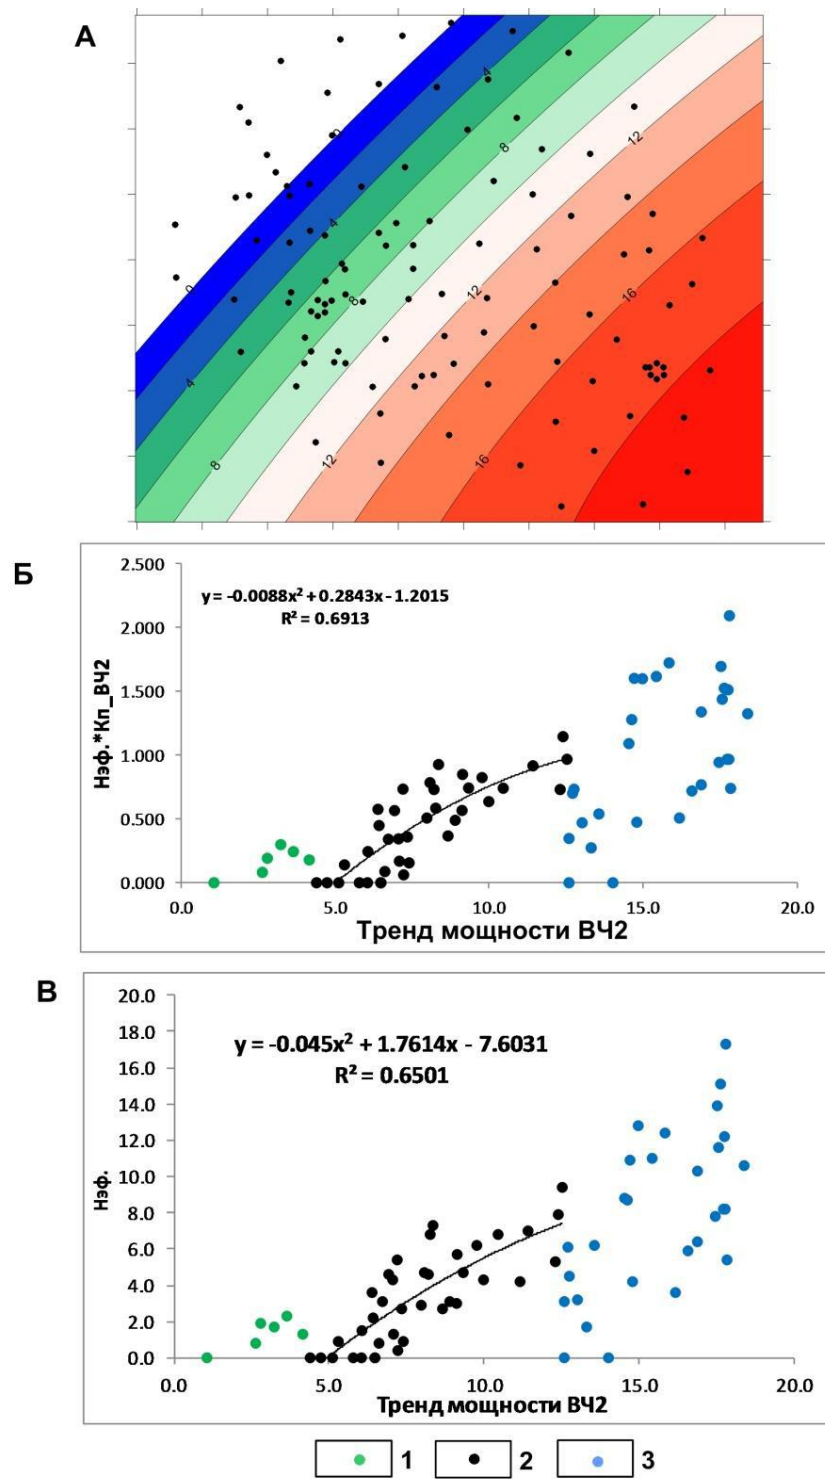 А
0
4
8
12
0
4
8
12
16
4
8
12
16
Б
2.500
2.000
1.500
1.000
0.500
0.000
Нэф.*Кп_ВЧ2
y = -0.0088x² + 0.2843x - 1.2015
R² = 0.6913
0.0 5.0 10.0 15.0 20.0
Тренд мощности ВЧ2
В
20.0
18.0
16.0
14.0
12.0
10.0
8.0
6.0
4.0
2.0
0.0
Нэф.
y = -0.045x² + 1.7614x - 7.6031
R² = 0.6501
0.0 5.0 10.0 15.0 20.0
Тренд мощности ВЧ2
1 2 3